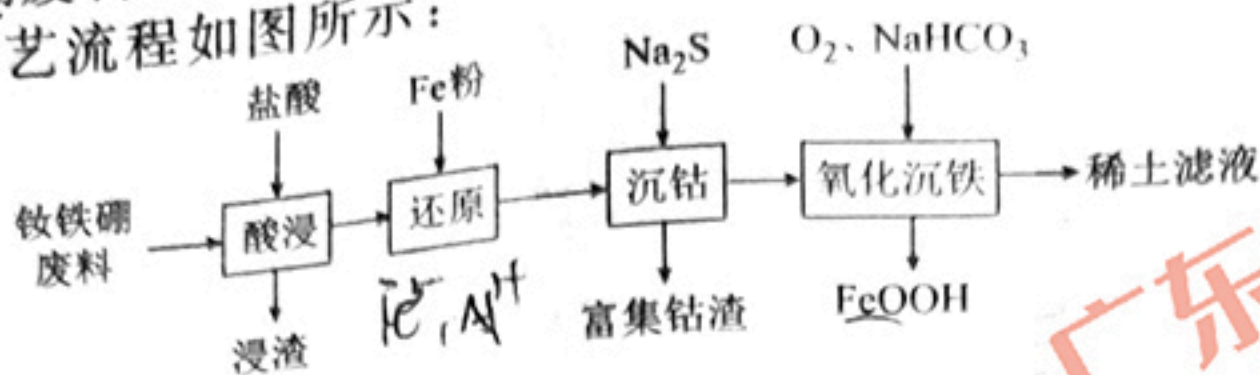 艺流程如图所示：
Na₂S
O₂、NaHCO₃
盐酸
Fe粉
钕铁硼
废料
酸浸
还原
沉钴
氧化沉铁
稀土滤液
浸渣
富集钴渣
FeOOH
广东